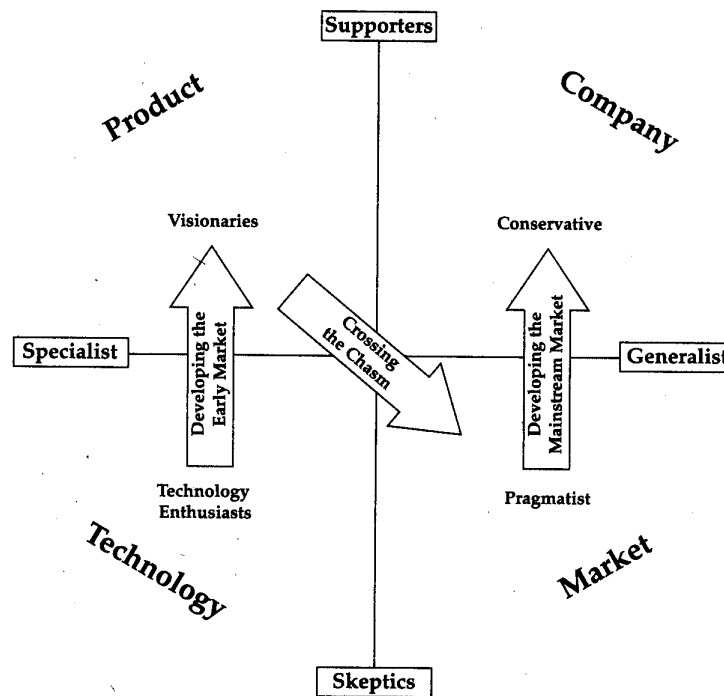 Supporters
Product
Company
Visionaries
Conservative
Crossing
the Chasm
Specialist
Developing the
Early Market
Developing the
Mainstream Market
Generalist
Technology
Enthusiasts
Pragmatist
Technology
Market
Skeptics